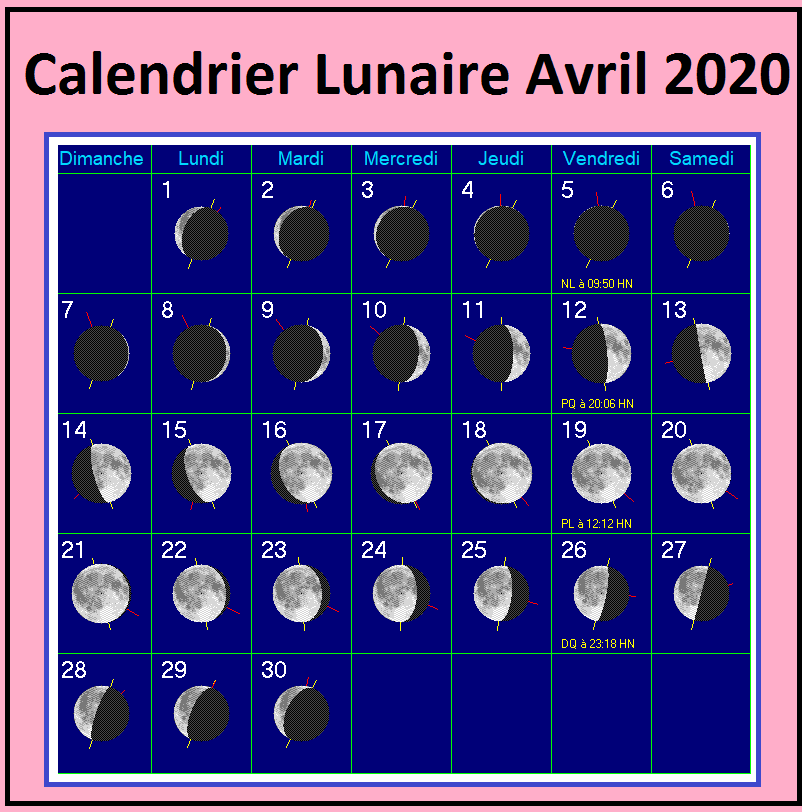 Calendrier Lunaire Avril 2020
Dimanche Lundi Mardi Mercredi Jeudi Vendredi Samedi
1 2 3 4 5 6
NL à 09:50 HN
7 8 9 10 11 12 13
PQ à 20:06 HN
14 15 16 17 18 19 20
PL à 12:12 HN
21 22 23 24 25 26 27
DQ à 23:18 HN
28 29 30